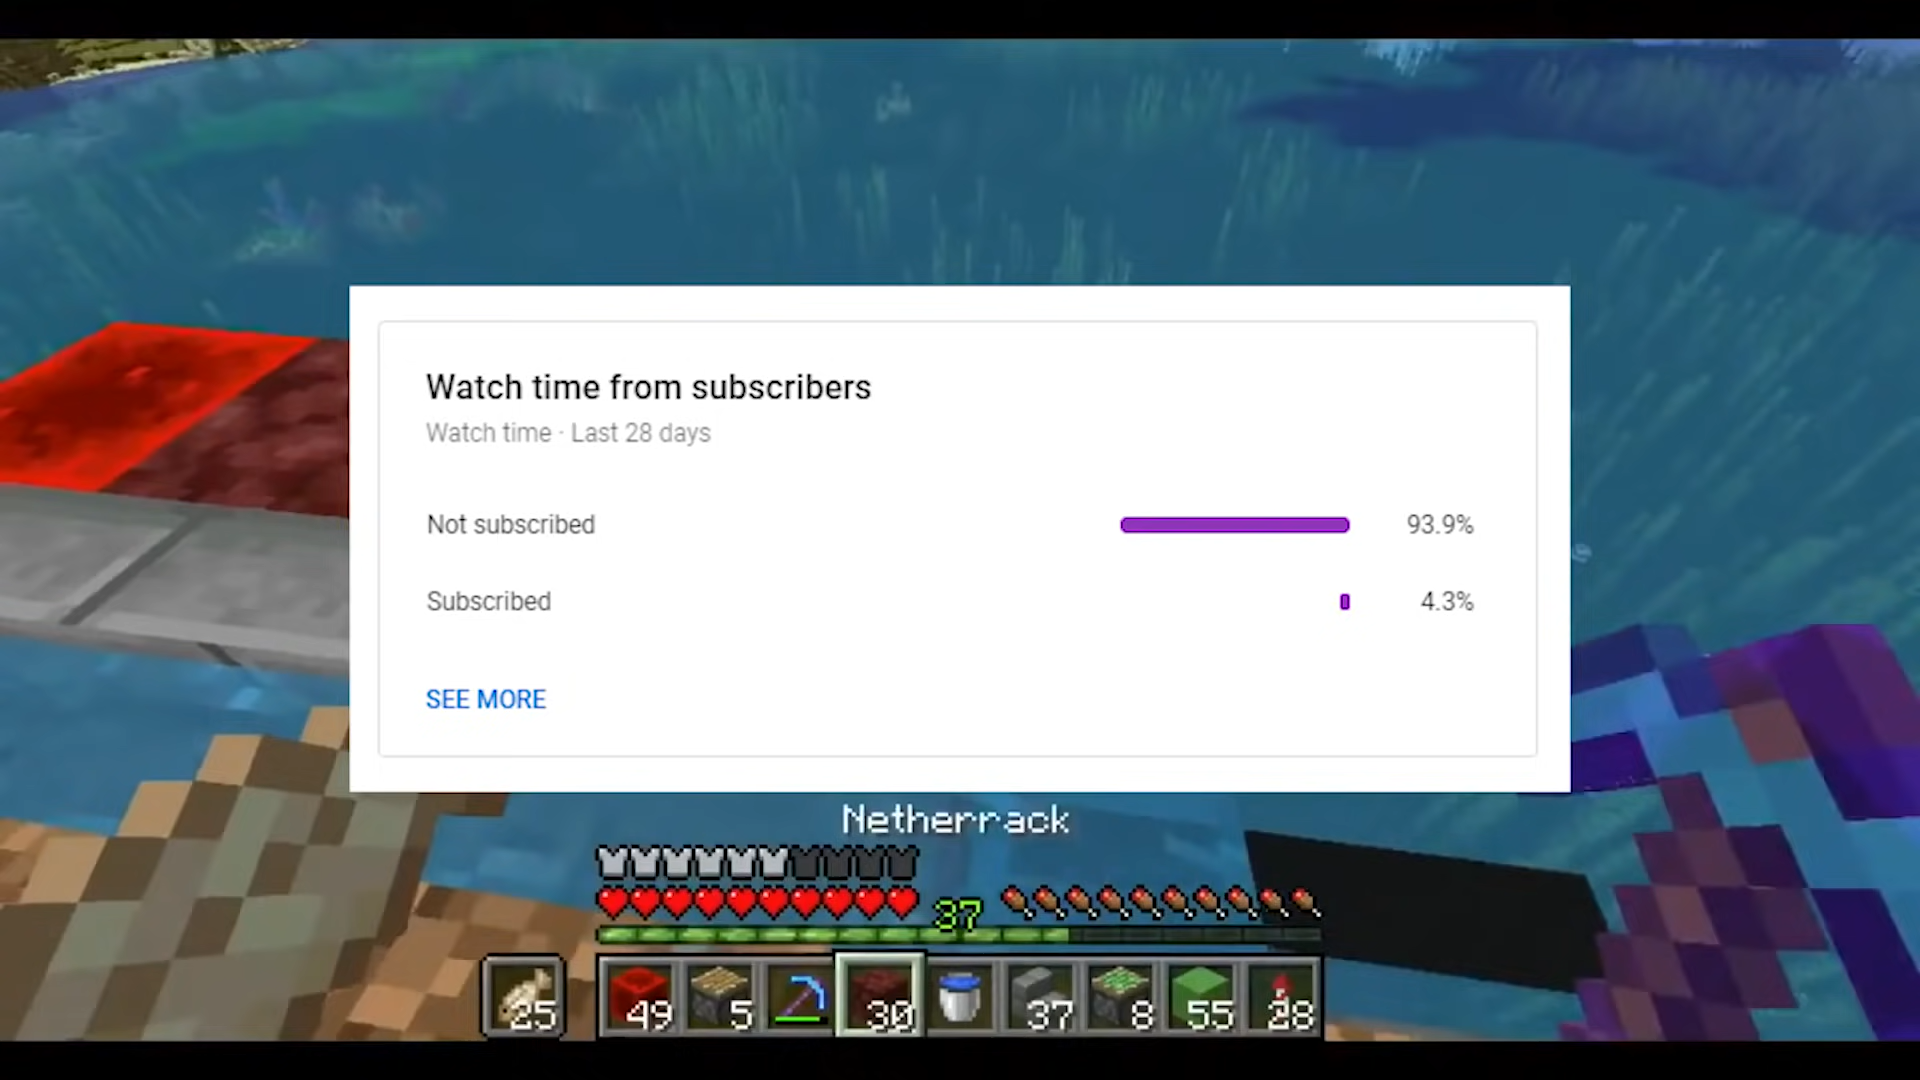 Watch time from subscribers
Watch time · Last 28 days
Not subscribed 93.9%
Subscribed 4.3%
SEE MORE
Netherrack
37
25 49 5 30 37 8 55 28